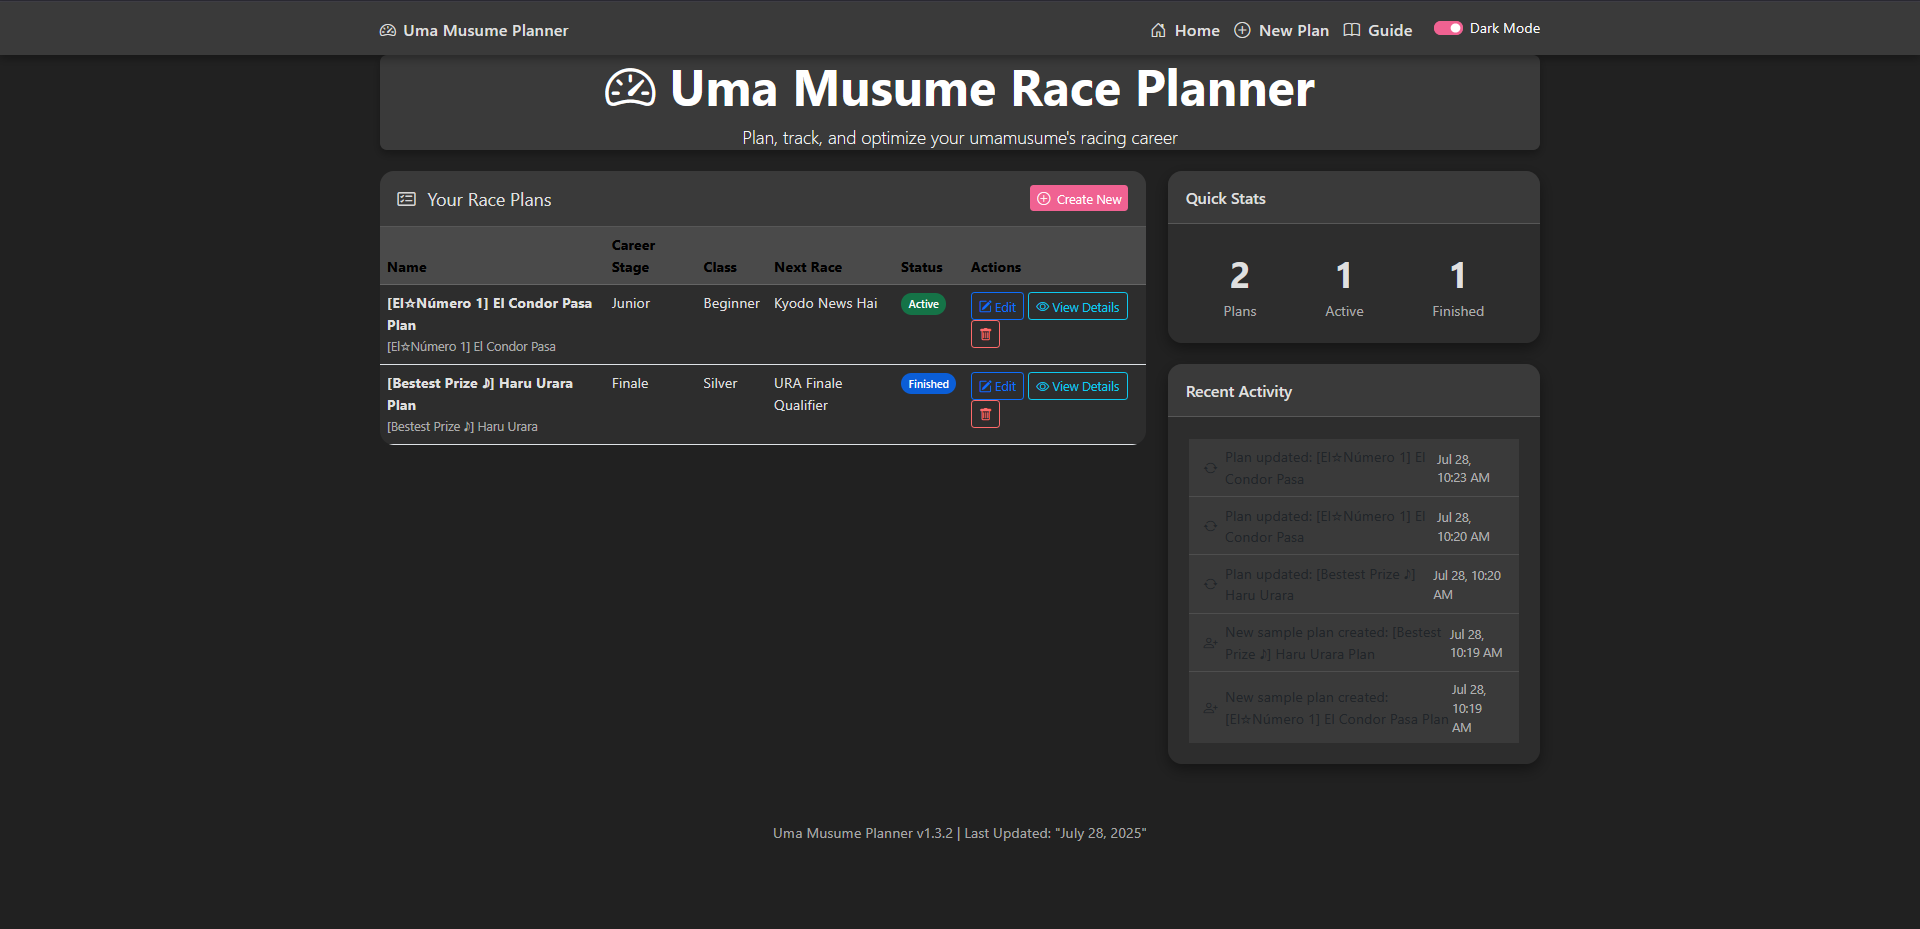 Uma Musume Planner
Home
New Plan
Guide
Dark Mode
Uma Musume Race Planner
Plan, track, and optimize your umamusume's racing career
Your Race Plans
Create New
Name
Career
Stage
Class
Next Race
Status
Actions
[El☆Número 1] El Condor Pasa
Plan
[El☆Número 1] El Condor Pasa
Junior
Beginner
Kyodo News Hai
Active
Edit
View Details
[Bestest Prize ♪] Haru Urara
Plan
[Bestest Prize ♪] Haru Urara
Finale
Silver
URA Finale
Qualifier
Finished
Edit
View Details
Quick Stats
2
Plans
1
Active
1
Finished
Recent Activity
Plan updated: [El☆Número 1] El
Condor Pasa
Jul 28,
10:23 AM
Plan updated: [El☆Número 1] El
Condor Pasa
Jul 28,
10:20 AM
Plan updated: [Bestest Prize ♪]
Haru Urara
Jul 28, 10:20
AM
New sample plan created: [Bestest
Prize ♪] Haru Urara Plan
Jul 28,
10:19 AM
New sample plan created:
[El☆Número 1] El Condor Pasa Plan
Jul 28,
10:19
AM
Uma Musume Planner v1.3.2 | Last Updated: "July 28, 2025"